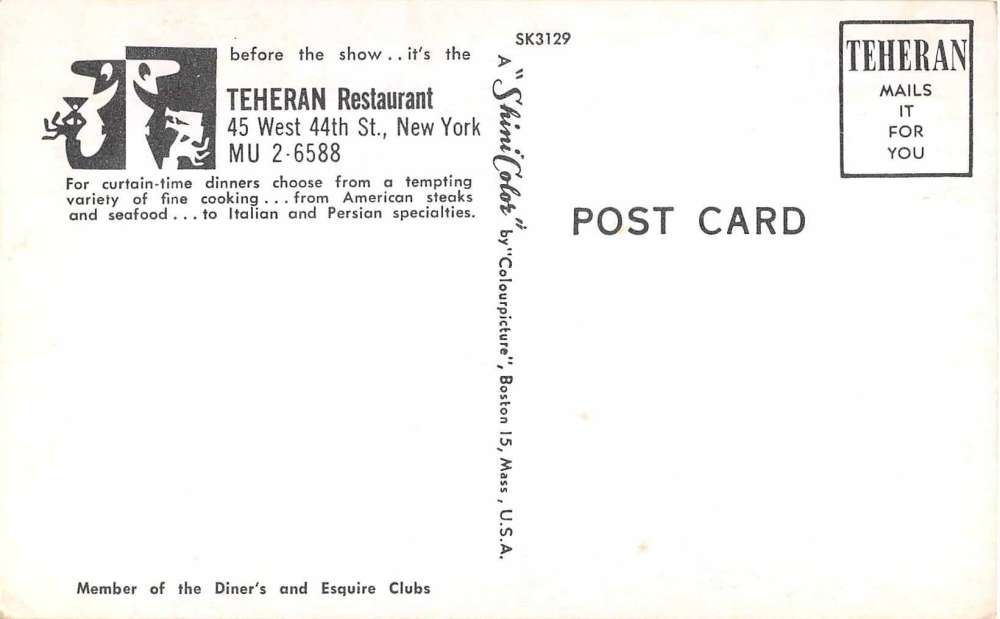 before the show . . it's the
TEHERAN Restaurant
45 West 44th St., New York
MU 2-6588
For curtain-time dinners choose from a tempting
variety of fine cooking . . . from American steaks
and seafood . . . to Italian and Persian specialties.
Member of the Diner's and Esquire Clubs
SK3129
A "ShiniColor" by "Colourpicture", Boston 15, Mass, U.S.A.
TEHERAN
MAILS
IT
FOR
YOU
POST CARD